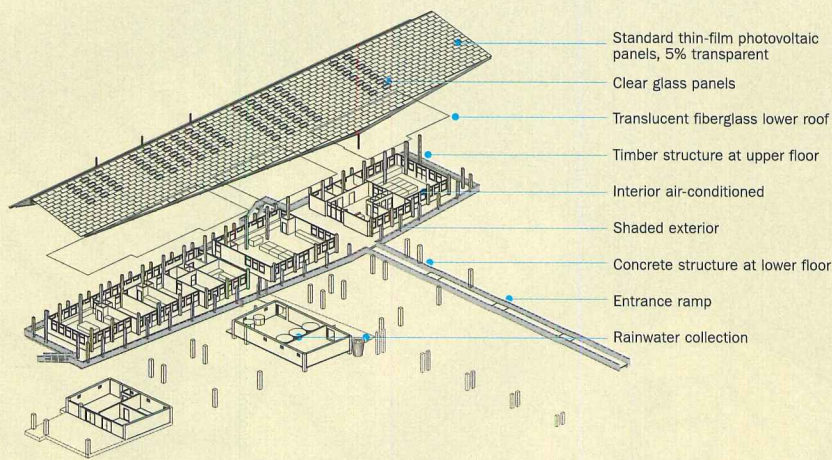 Standard thin-film photovoltaic
panels, 5% transparent
Clear glass panels
Translucent fiberglass lower roof
Timber structure at upper floor
Interior air-conditioned
Shaded exterior
Concrete structure at lower floor
Entrance ramp
Rainwater collection